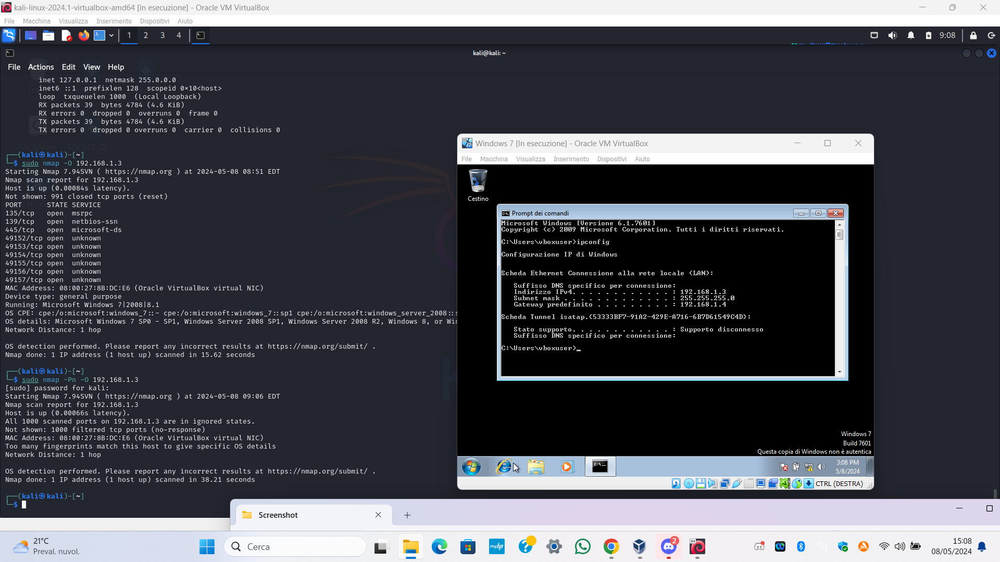 kali-linux-2024.1-virtualbox-amd64 [In esecuzione] - Oracle VM VirtualBox
File Macchina Visualizza Inserimento Dispositivi Aiuto
1 2 3 4 9:08
kali@kali: ~
File Actions Edit View Help
inet 127.0.0.1 netmask 255.0.0.0
inet6 ::1 prefixlen 128 scopeid 0×10<host>
loop txqueuelen 1000 (Local Loopback)
RX packets 39 bytes 4784 (4.6 KiB)
RX errors 0 dropped 0 overruns 0 frame 0
TX packets 39 bytes 4784 (4.6 KiB)
TX errors 0 dropped 0 overruns 0 carrier 0 collisions 0
File System SOCKET_DI...
┌──(kali㉿kali)-[~]
└─$ sudo nmap -O 192.168.1.3
Starting Nmap 7.94SVN ( https://nmap.org ) at 2024-05-08 08:51 EDT
Nmap scan report for 192.168.1.3
Host is up (0.00084s latency).
Not shown: 991 closed tcp ports (reset)
PORT STATE SERVICE
135/tcp open msrpc
139/tcp open netbios-ssn
445/tcp open microsoft-ds
49152/tcp open unknown
49153/tcp open unknown
49154/tcp open unknown
49155/tcp open unknown
49156/tcp open unknown
49157/tcp open unknown
MAC Address: 08:00:27:8B:DC:E6 (Oracle VirtualBox virtual NIC)
Device type: general purpose
Running: Microsoft Windows 7|2008|8.1
OS CPE: cpe:/o:microsoft:windows_7::- cpe:/o:microsoft:windows_7::sp1 cpe:/o:microsoft:windows_server_2008::s
OS details: Microsoft Windows 7 SP0 - SP1, Windows Server 2008 SP1, Windows Server 2008 R2, Windows 8, or Win
Network Distance: 1 hop
OS detection performed. Please report any incorrect results at https://nmap.org/submit/ .
Nmap done: 1 IP address (1 host up) scanned in 15.62 seconds
┌──(kali㉿kali)-[~]
└─$ sudo nmap -Pn -O 192.168.1.3
[sudo] password for kali:
Starting Nmap 7.94SVN ( https://nmap.org ) at 2024-05-08 09:06 EDT
Nmap scan report for 192.168.1.3
Host is up (0.00066s latency).
All 1000 scanned ports on 192.168.1.3 are in ignored states.
Not shown: 1000 filtered tcp ports (no-response)
MAC Address: 08:00:27:8B:DC:E6 (Oracle VirtualBox virtual NIC)
Too many fingerprints match this host to give specific OS details
Network Distance: 1 hop
OS detection performed. Please report any incorrect results at https://nmap.org/submit/ .
Nmap done: 1 IP address (1 host up) scanned in 38.21 seconds
┌──(kali㉿kali)-[~]
└─$
Windows 7 [In esecuzione] - Oracle VM VirtualBox
File Macchina Visualizza Inserimento Dispositivi Aiuto
Cestino
Prompt dei comandi
Microsoft Windows [Versione 6.1.7601]
Copyright (c) 2009 Microsoft Corporation. Tutti i diritti riservati.
C:\Users\vboxuser>ipconfig
Configurazione IP di Windows
Scheda Ethernet Connessione alla rete locale (LAN):
Suffisso DNS specifico per connessione:
Indirizzo IPv4. . . . . . . . . . . . : 192.168.1.3
Subnet mask . . . . . . . . . . . . . : 255.255.255.0
Gateway predefinito . . . . . . . . . : 192.168.1.4
Scheda Tunnel isatap.{53333BF7-91A2-429E-A716-6B7D61549C4D}:
Stato supporto. . . . . . . . . . . . : Supporto disconnesso
Suffisso DNS specifico per connessione:
C:\Users\vboxuser>_
Windows 7
Build 7601
Questa copia di Windows non è autentica
3:08 PM
5/8/2024
CTRL (DESTRA)
Screenshot
21°C
Preval. nuvol.
Cerca
myhp
2
64
15:08
08/05/2024